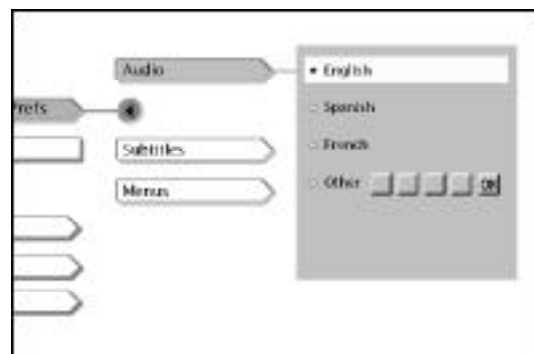 Audio
English
Prefs
Spanish
Subtitles
French
Menus
Other OK